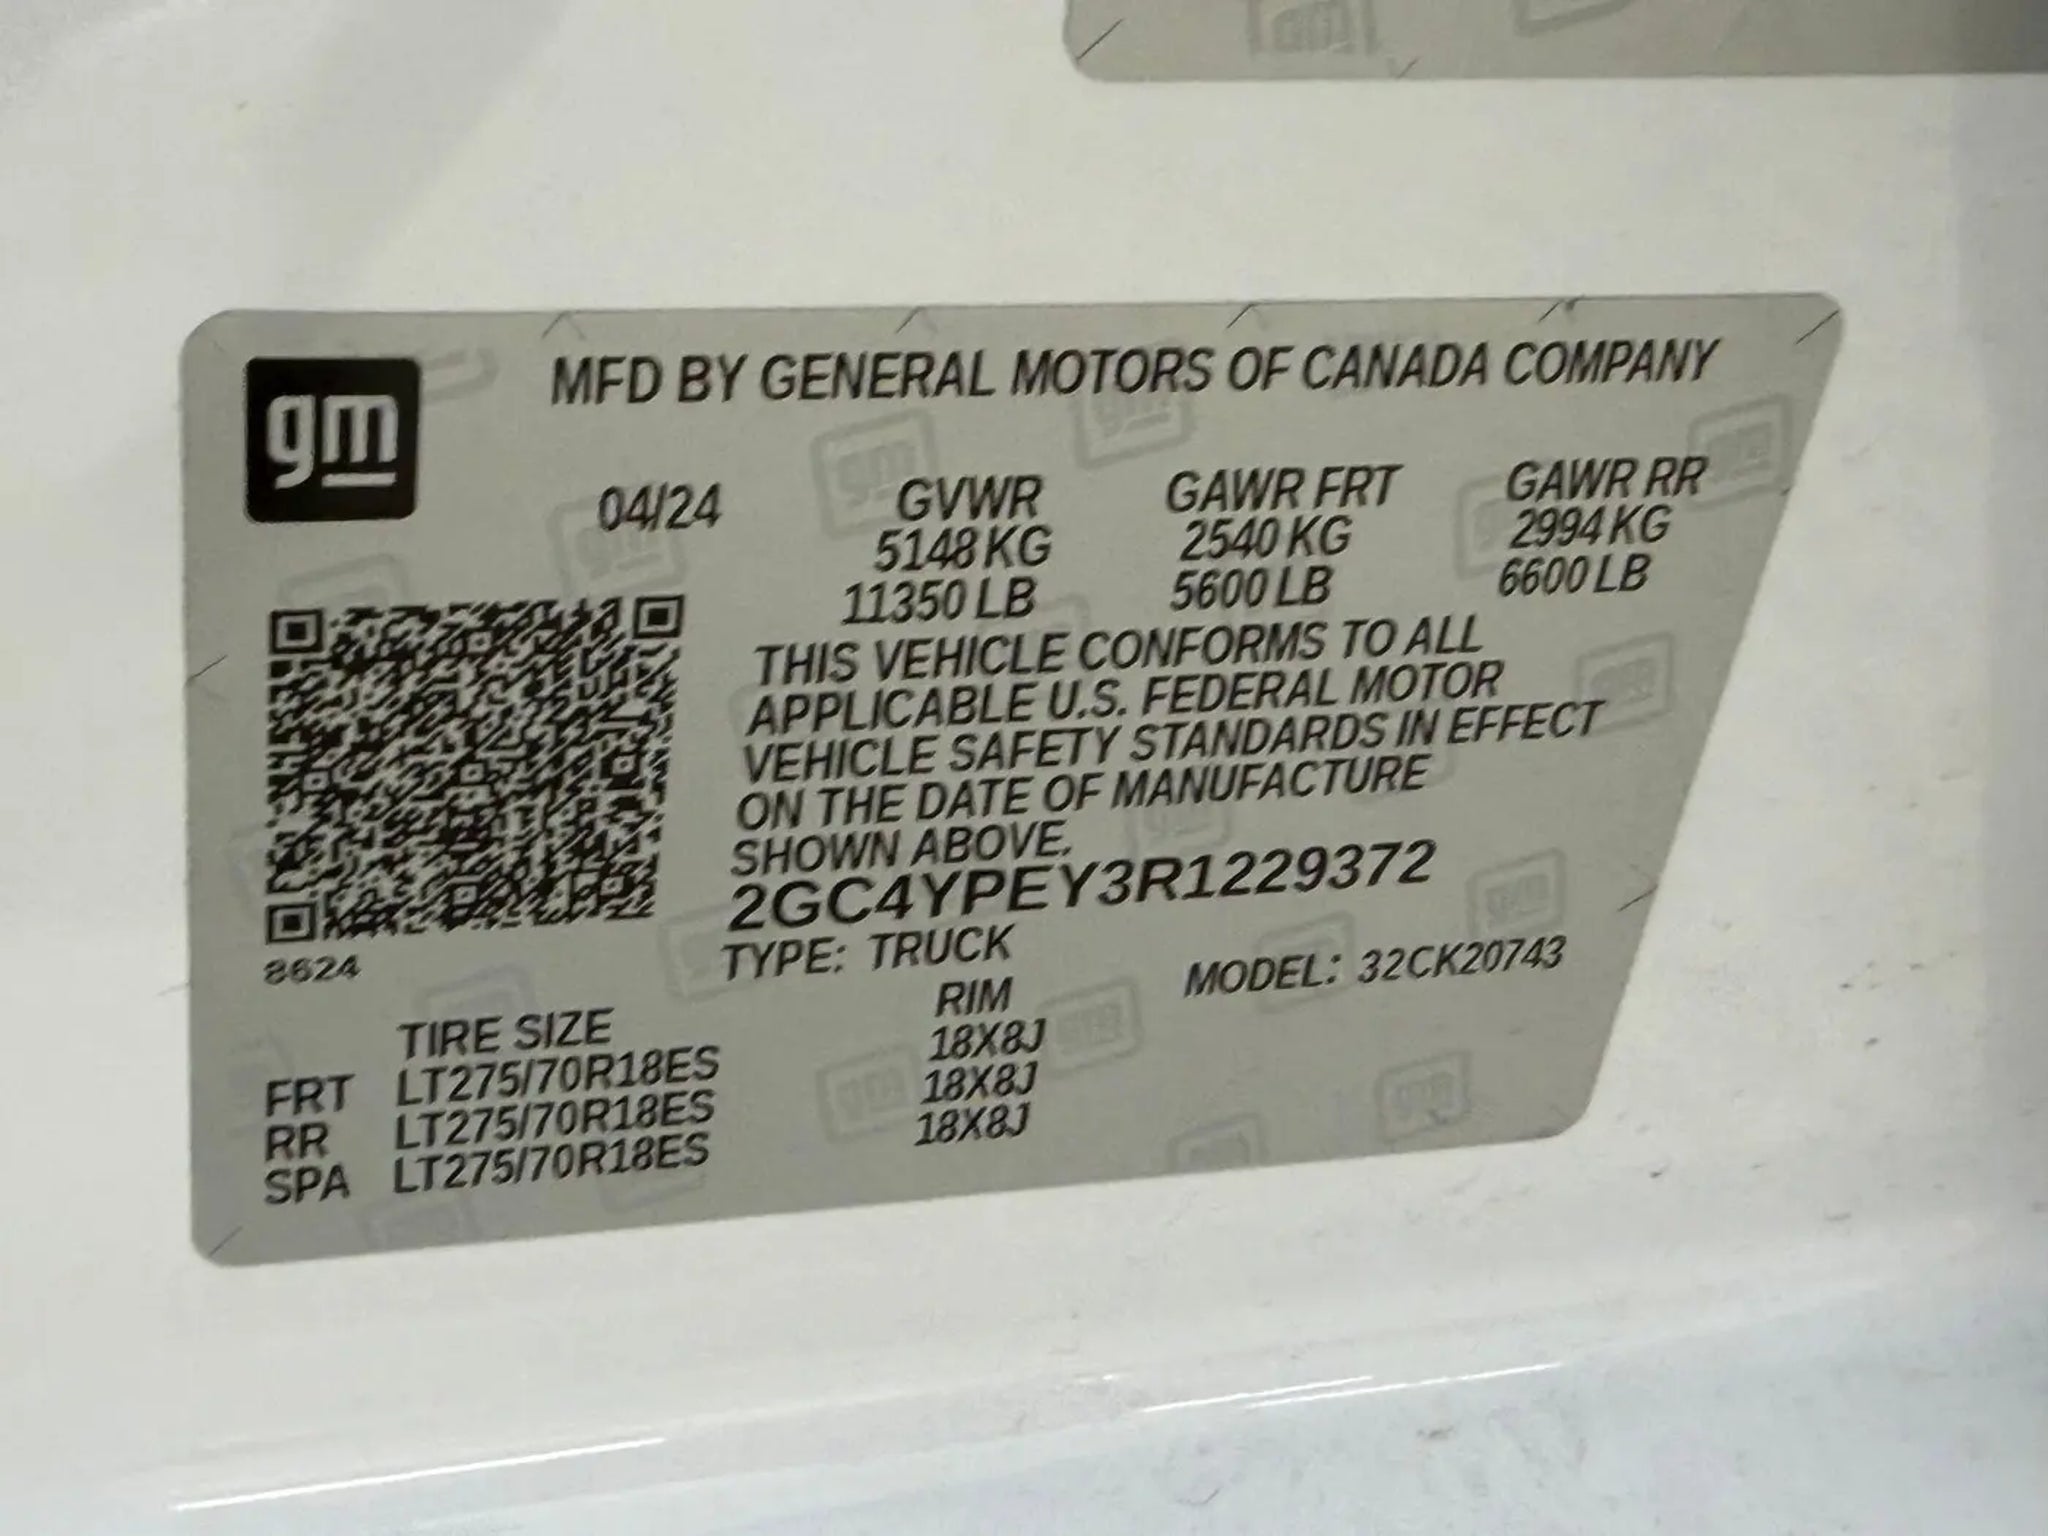 gm
MFD BY GENERAL MOTORS OF CANADA COMPANY
04/24 GVWR GAWR FRT GAWR RR
5148 KG 2540 KG 2994 KG
11350 LB 5600 LB 6600 LB
THIS VEHICLE CONFORMS TO ALL
APPLICABLE U.S. FEDERAL MOTOR
VEHICLE SAFETY STANDARDS IN EFFECT
ON THE DATE OF MANUFACTURE
SHOWN ABOVE.
2GC4YPEY3R1229372
8624
TYPE: TRUCK MODEL: 32CK20743
TIRE SIZE RIM
FRT LT275/70R18ES 18X8J
RR LT275/70R18ES 18X8J
SPA LT275/70R18ES 18X8J